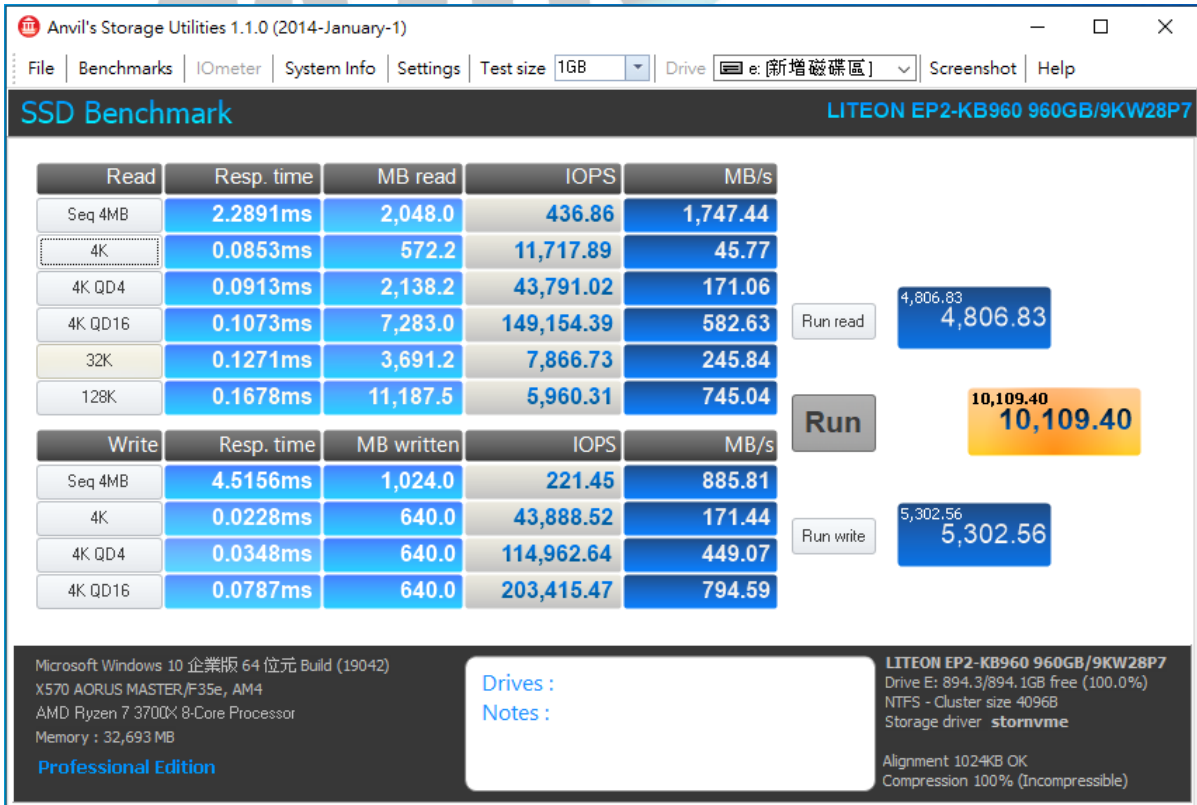 Anvil's Storage Utilities 1.1.0 (2014-January-1)
File Benchmarks IOmeter System Info Settings Test size 1GB Drive e: [新增磁碟區] Screenshot Help
SSD Benchmark LITEON EP2-KB960 960GB/9KW28P7
Read Resp. time MB read IOPS MB/s
Seq 4MB 2.2891ms 2,048.0 436.86 1,747.44
4K 0.0853ms 572.2 11,717.89 45.77
4K QD4 0.0913ms 2,138.2 43,791.02 171.06
4K QD16 0.1073ms 7,283.0 149,154.39 582.63
32K 0.1271ms 3,691.2 7,866.73 245.84
128K 0.1678ms 11,187.5 5,960.31 745.04
Run read
4,806.83
4,806.83
Run
10,109.40
10,109.40
Write Resp. time MB written IOPS MB/s
Seq 4MB 4.5156ms 1,024.0 221.45 885.81
4K 0.0228ms 640.0 43,888.52 171.44
4K QD4 0.0348ms 640.0 114,962.64 449.07
4K QD16 0.0787ms 640.0 203,415.47 794.59
Run write
5,302.56
5,302.56
Microsoft Windows 10 企業版 64 位元 Build (19042)
X570 AORUS MASTER/F35e, AM4
AMD Ryzen 7 3700X 8-Core Processor
Memory : 32,693 MB
Professional Edition
Drives :
Notes :
LITEON EP2-KB960 960GB/9KW28P7
Drive E: 894.3/894.1GB free (100.0%)
NTFS - Cluster size 4096B
Storage driver stornvme
Alignment 1024KB OK
Compression 100% (Incompressible)